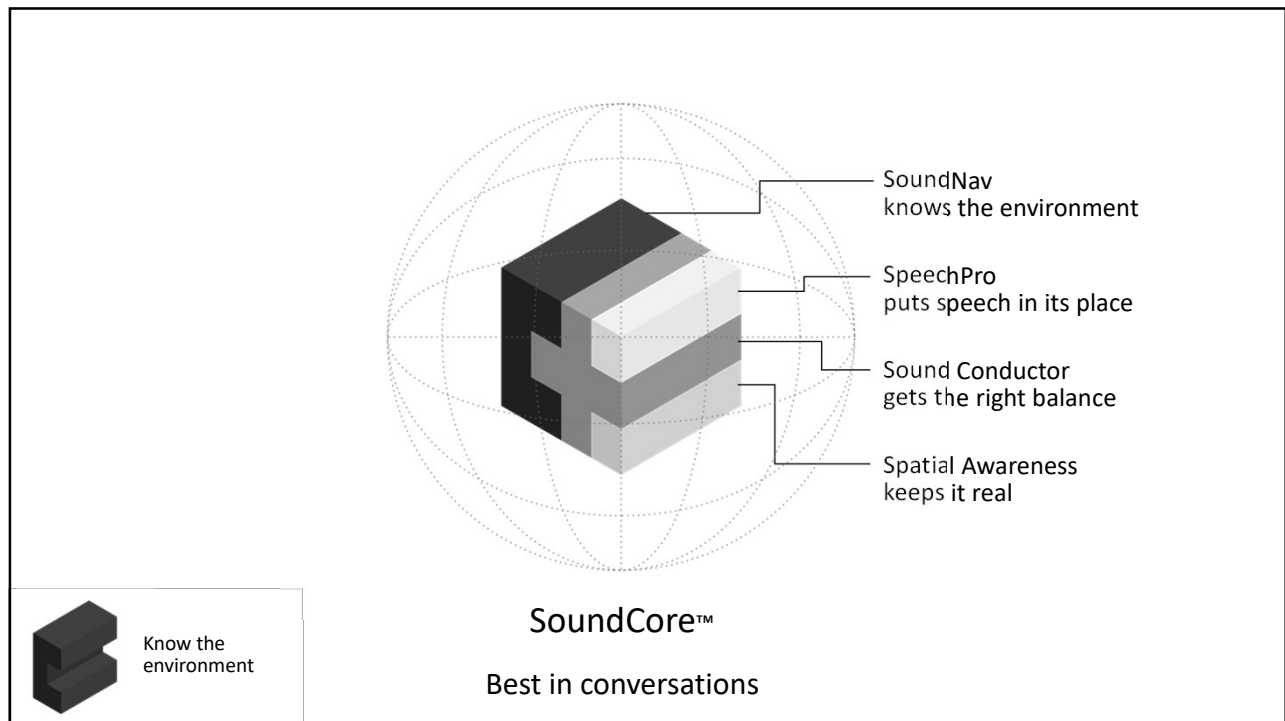 SoundNav
knows the environment
SpeechPro
puts speech in its place
Sound Conductor
gets the right balance
Spatial Awareness
keeps it real
SoundCore™
Best in conversations
Know the
environment